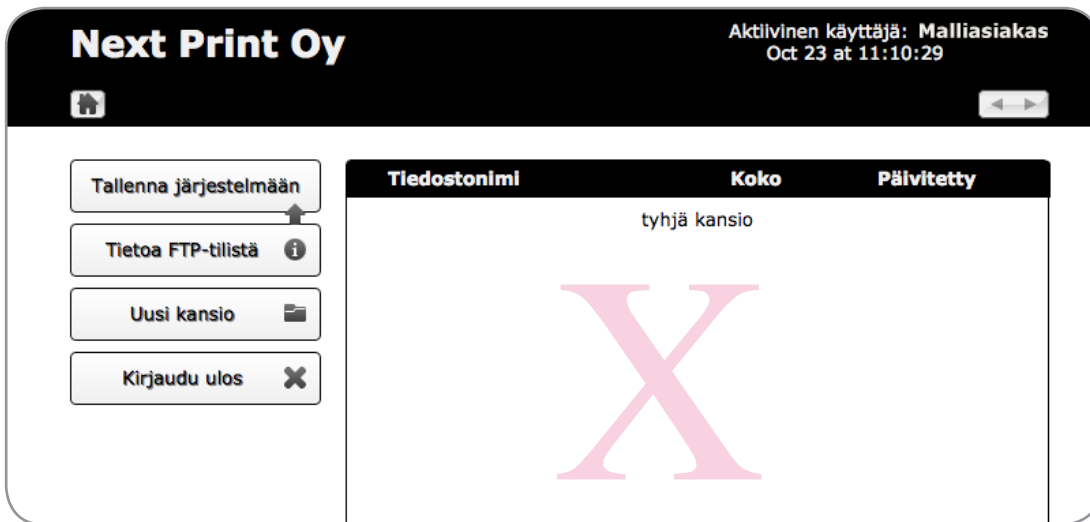 Next Print Oy
Aktiivinen käyttäjä: Malliasiakas
Oct 23 at 11:10:29
Tallenna järjestelmään
Tietoa FTP-tilistä
Uusi kansio
Kirjaudu ulos
Tiedostonimi Koko Päivitetty
tyhjä kansio
X